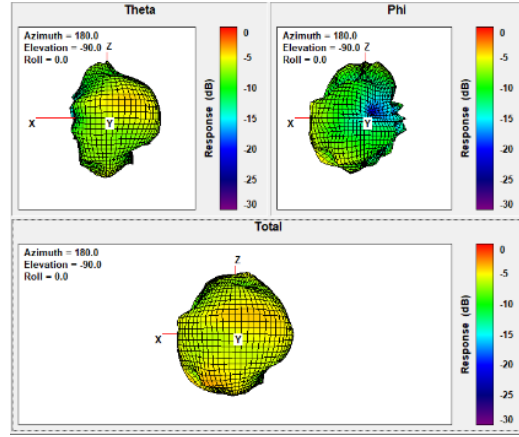 Theta
Azimuth = 180.0
Elevation = -90.0
Roll = 0.0
Z
X
Y
0
-5
-10
-15
-20
-25
-30
Response (dB)
Phi
Azimuth = 180.0
Elevation = -90.0
Roll = 0.0
Z
X
Y
0
-5
-10
-15
-20
-25
-30
Response (dB)
Total
Azimuth = 180.0
Elevation = -90.0
Roll = 0.0
Z
X
Y
0
-5
-10
-15
-20
-25
-30
Response (dB)